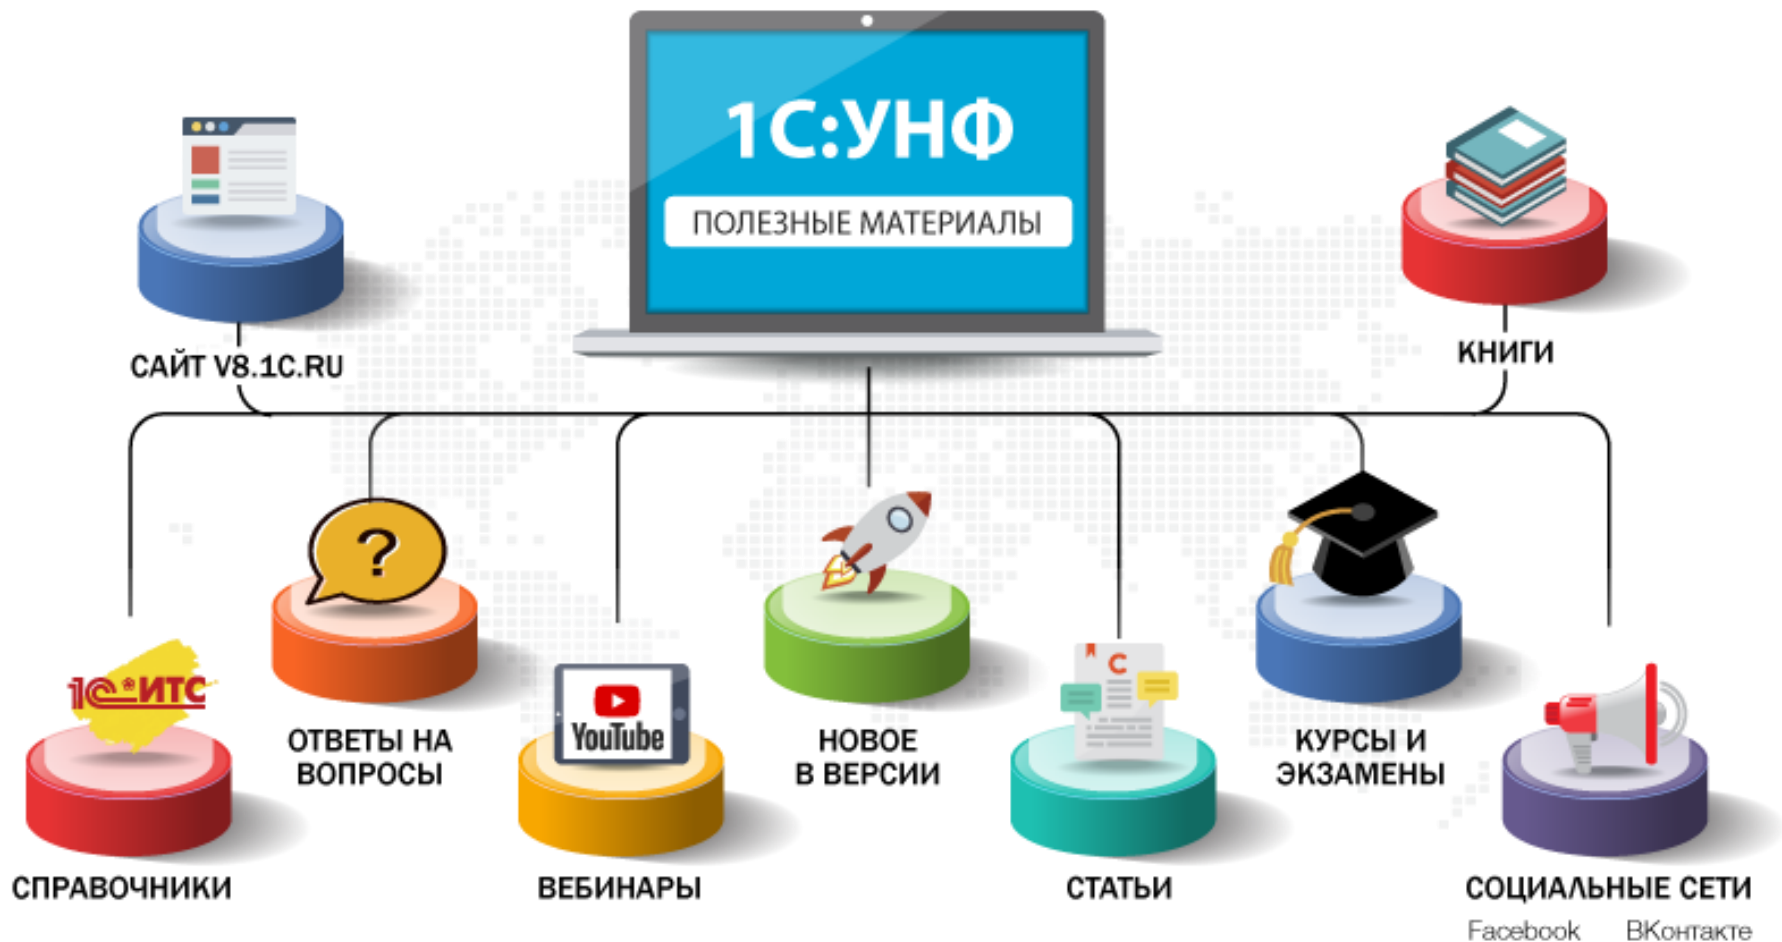 1С:УНФ
ПОЛЕЗНЫЕ МАТЕРИАЛЫ
САЙТ V8.1C.RU
КНИГИ
?
1С ИТС
YouTube
С
ОТВЕТЫ НА
ВОПРОСЫ
НОВОЕ
В ВЕРСИИ
КУРСЫ И
ЭКЗАМЕНЫ
СПРАВОЧНИКИ
ВЕБИНАРЫ
СТАТЬИ
СОЦИАЛЬНЫЕ СЕТИ
Facebook ВКонтакте